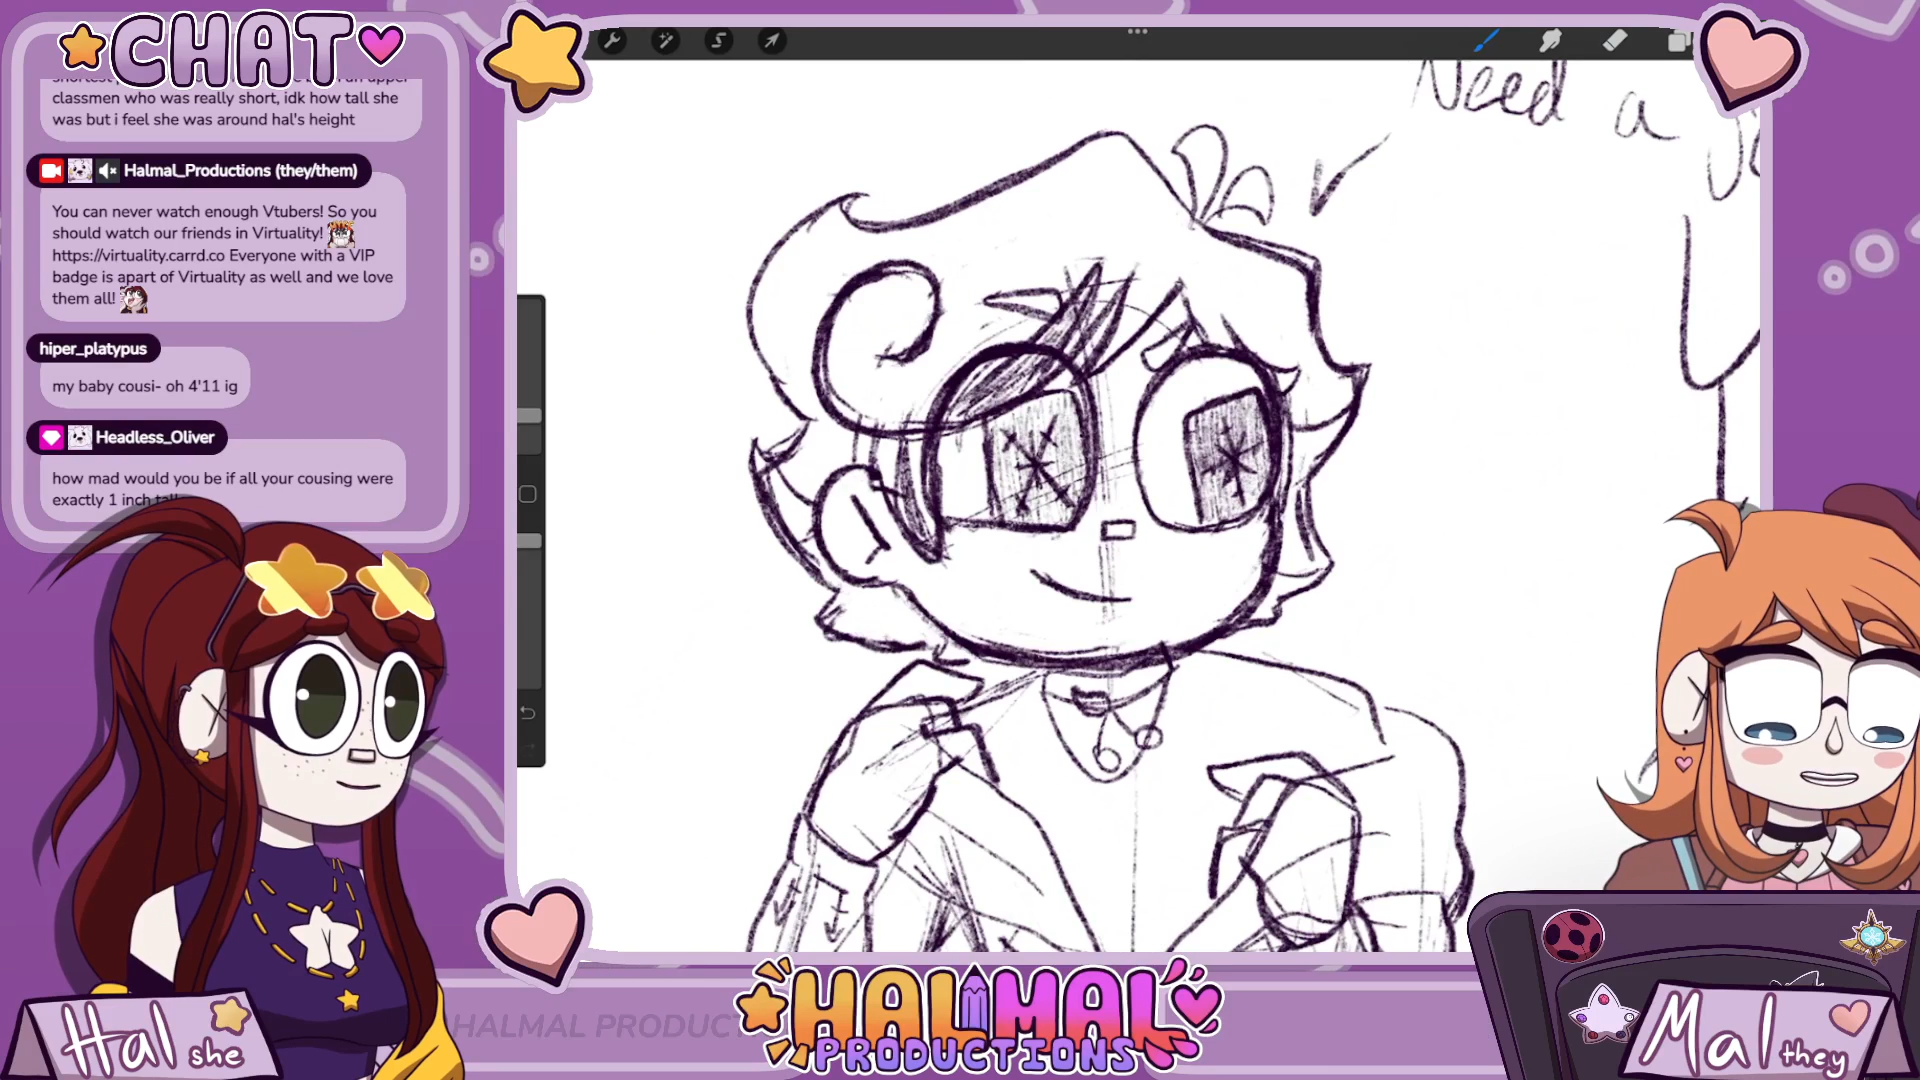 CHAT
classmen who was really short, idk how tall she
was but i feel she was around hal's height
Halmal_Productions (they/them)
You can never watch enough Vtubers! So you
should watch our friends in Virtuality!
https://virtuality.carrd.co Everyone with a VIP
badge is apart of Virtuality as well and we love
them all!
hiper_platypus
my baby cousi- oh 4'11 ig
Headless_Oliver
how mad would you be if all your cousing were
exactly 1 inch
Need a
Hal she
HALMAL PRODUCT
HALMAL
PRODUCTIONS
Mal they